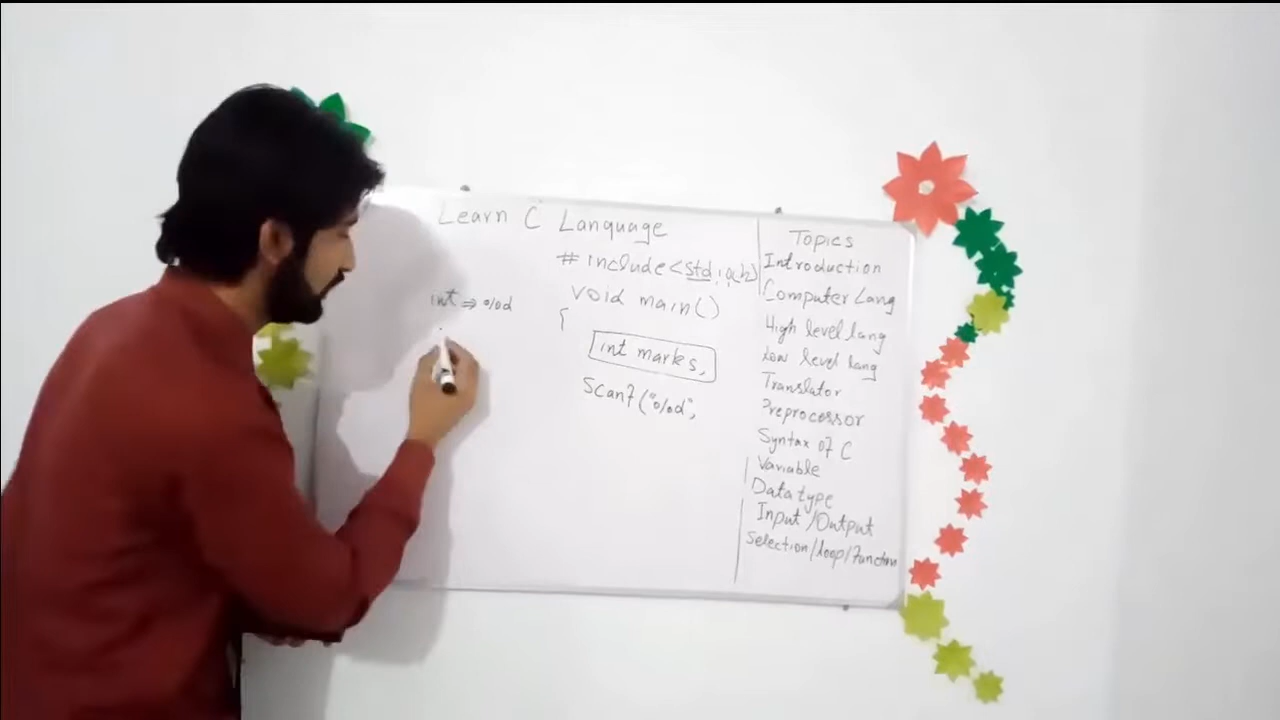 Learn C Language
# include <std.io.h>
void main()
{
int marks,
Scanf ("%d",
int ⇒ %d
Topics
Introduction
Computer Lang
High level lang
Low level lang
Translator
Preprocessor
Syntax of C
Variable
Data type
Input /Output
Selection/loop/Function